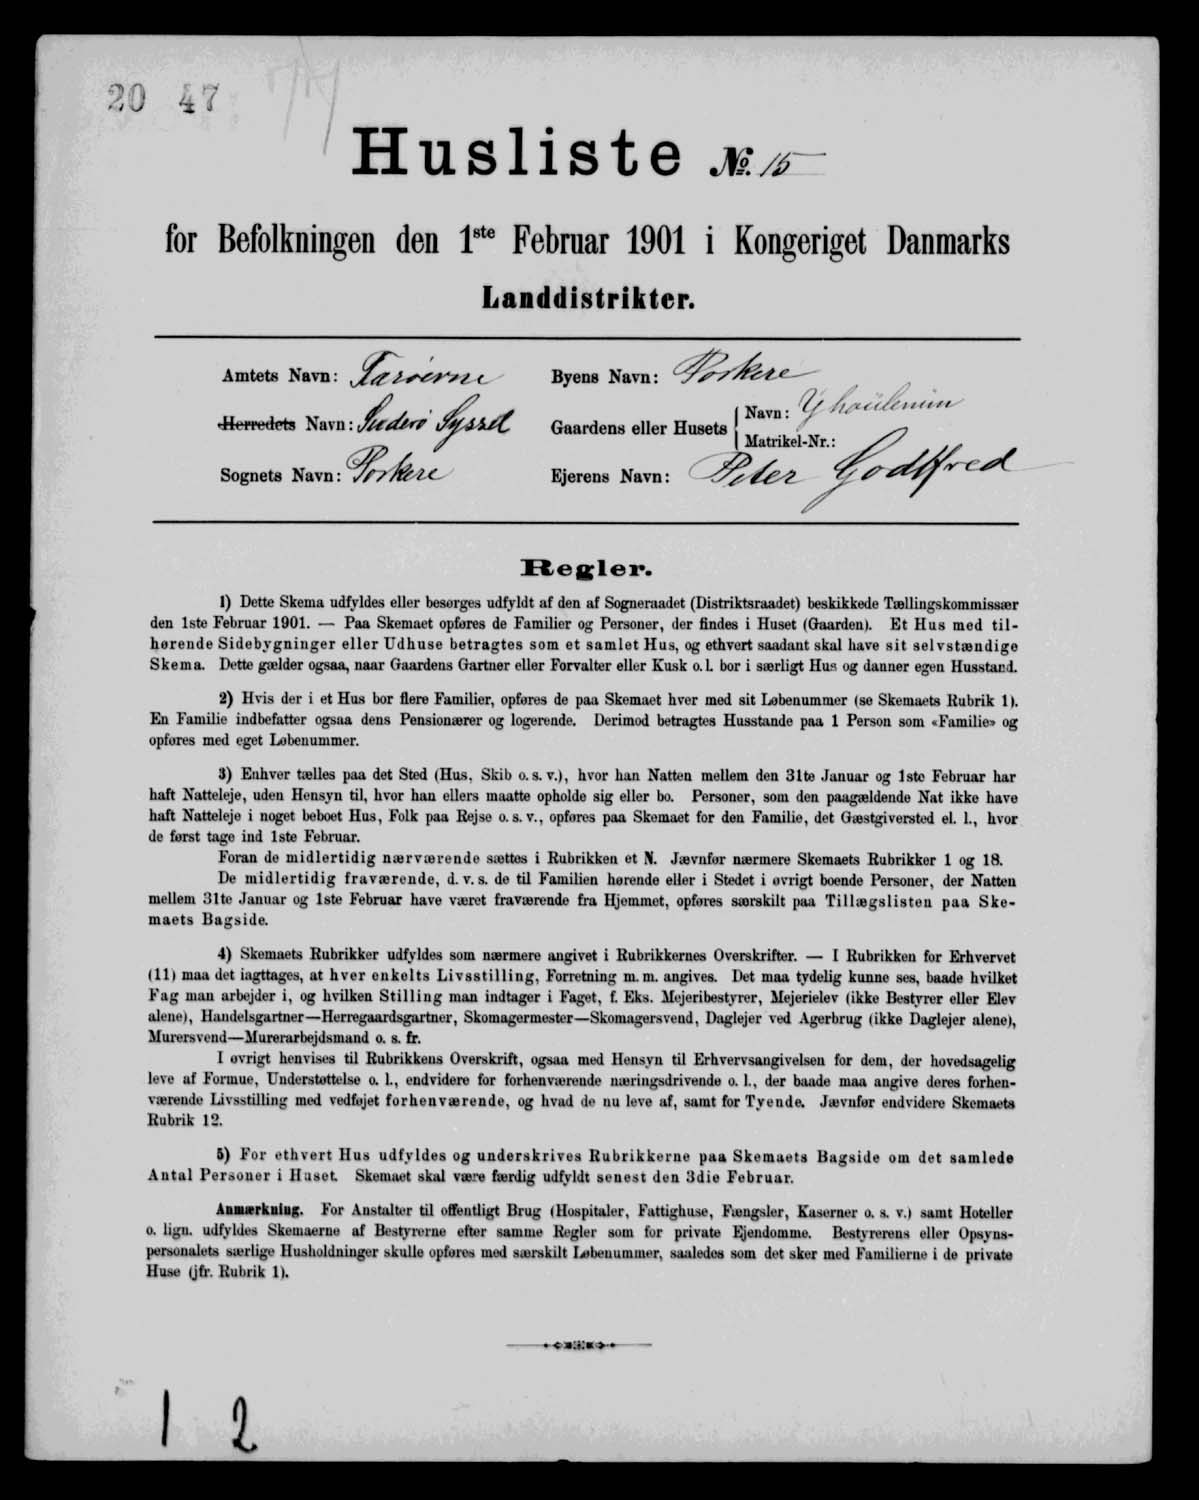 20 47
Husliste No. 15
for Befolkningen den 1ste Februar 1901 i Kongeriget Danmarks
Landdistrikter.
Amtets Navn: Færøerne
Byens Navn: Porkere
Herredets Navn: Suderø Syssel
Gaardens eller Husets
Navn:
Matrikel-Nr.:
Sognets Navn: Porkere
Ejerens Navn: Peter Godtfred
Regler.
1) Dette Skema udfyldes eller besørges udfyldt af den af Sogneraadet (Distriktsraadet) beskikkede Tællingskommissær
den 1ste Februar 1901. — Paa Skemaet opføres de Familier og Personer, der findes i Huset (Gaarden). Et Hus med til-
hørende Sidebygninger eller Udhuse betragtes som et samlet Hus, og ethvert saadant skal have sit selvstændige
Skema. Dette gælder ogsaa, naar Gaardens Gartner eller Forvalter eller Kusk o. l. bor i særligt Hus og danner egen Husstand.
2) Hvis der i et Hus bor flere Familier, opføres de paa Skemaet hver med sit Løbenummer (se Skemaets Rubrik 1).
En Familie indbefatter ogsaa dens Pensionærer og logerende. Derimod betragtes Husstande paa 1 Person som «Familie» og
opføres med eget Løbenummer.
3) Enhver tælles paa det Sted (Hus, Skib o. s. v.), hvor han Natten mellem den 31te Januar og 1ste Februar har
haft Natteleje, uden Hensyn til, hvor han ellers maatte opholde sig eller bo. Personer, som den paagældende Nat ikke have
haft Natteleje i noget beboet Hus, Folk paa Rejse o. s. v., opføres paa Skemaet for den Familie, det Gæstgiversted el. l., hvor
de først tage ind 1ste Februar.
Foran de midlertidig nærværende sættes i Rubrikken et N. Jævnfør nærmere Skemaets Rubrikker 1 og 18.
De midlertidig fraværende, d. v. s. de til Familien hørende eller i Stedet i øvrigt boende Personer, der Natten
mellem 31te Januar og 1ste Februar have været fraværende fra Hjemmet, opføres særskilt paa Tillægslisten paa Ske-
maets Bagside.
4) Skemaets Rubrikker udfyldes som nærmere angivet i Rubrikkernes Overskrifter. — I Rubrikken for Erhvervet
(11) maa det iagttages, at hver enkelts Livsstilling, Forretning m. m. angives. Det maa tydelig kunne ses, baade hvilket
Fag man arbejder i, og hvilken Stilling man indtager i Faget, f. Eks. Mejeribestyrer, Mejerielev (ikke Bestyrer eller Elev
alene), Handelsgartner—Herregaardsgartner, Skomagermester—Skomagersvend, Daglejer ved Agerbrug (ikke Daglejer alene),
Murersvend—Murerarbejdsmand o. s. fr.
I øvrigt henvises til Rubrikkens Overskrift, ogsaa med Hensyn til Erhvervsangivelsen for dem, der hovedsagelig
leve af Formue, Understøttelse o. l., endvidere for forhenværende næringsdrivende o. l., der baade maa angive deres forhen-
værende Livsstilling med vedføjet forhenværende, og hvad de nu leve af, samt for Tyende. Jævnfør endvidere Skemaets
Rubrik 12.
5) For ethvert Hus udfyldes og underskrives Rubrikkerne paa Skemaets Bagside om det samlede
Antal Personer i Huset. Skemaet skal være færdig udfyldt senest den 3die Februar.
Anmærkning. For Anstalter til offentligt Brug (Hospitaler, Fattighuse, Fængsler, Kaserner o. s. v.) samt Hoteller
o. lign. udfyldes Skemaerne af Bestyrerne efter samme Regler som for private Ejendomme. Bestyrerens eller Opsyns-
personalets særlige Husholdninger skulle opføres med særskilt Løbenummer, saaledes som det sker med Familierne i de private
Huse (jfr. Rubrik 1).
1 2